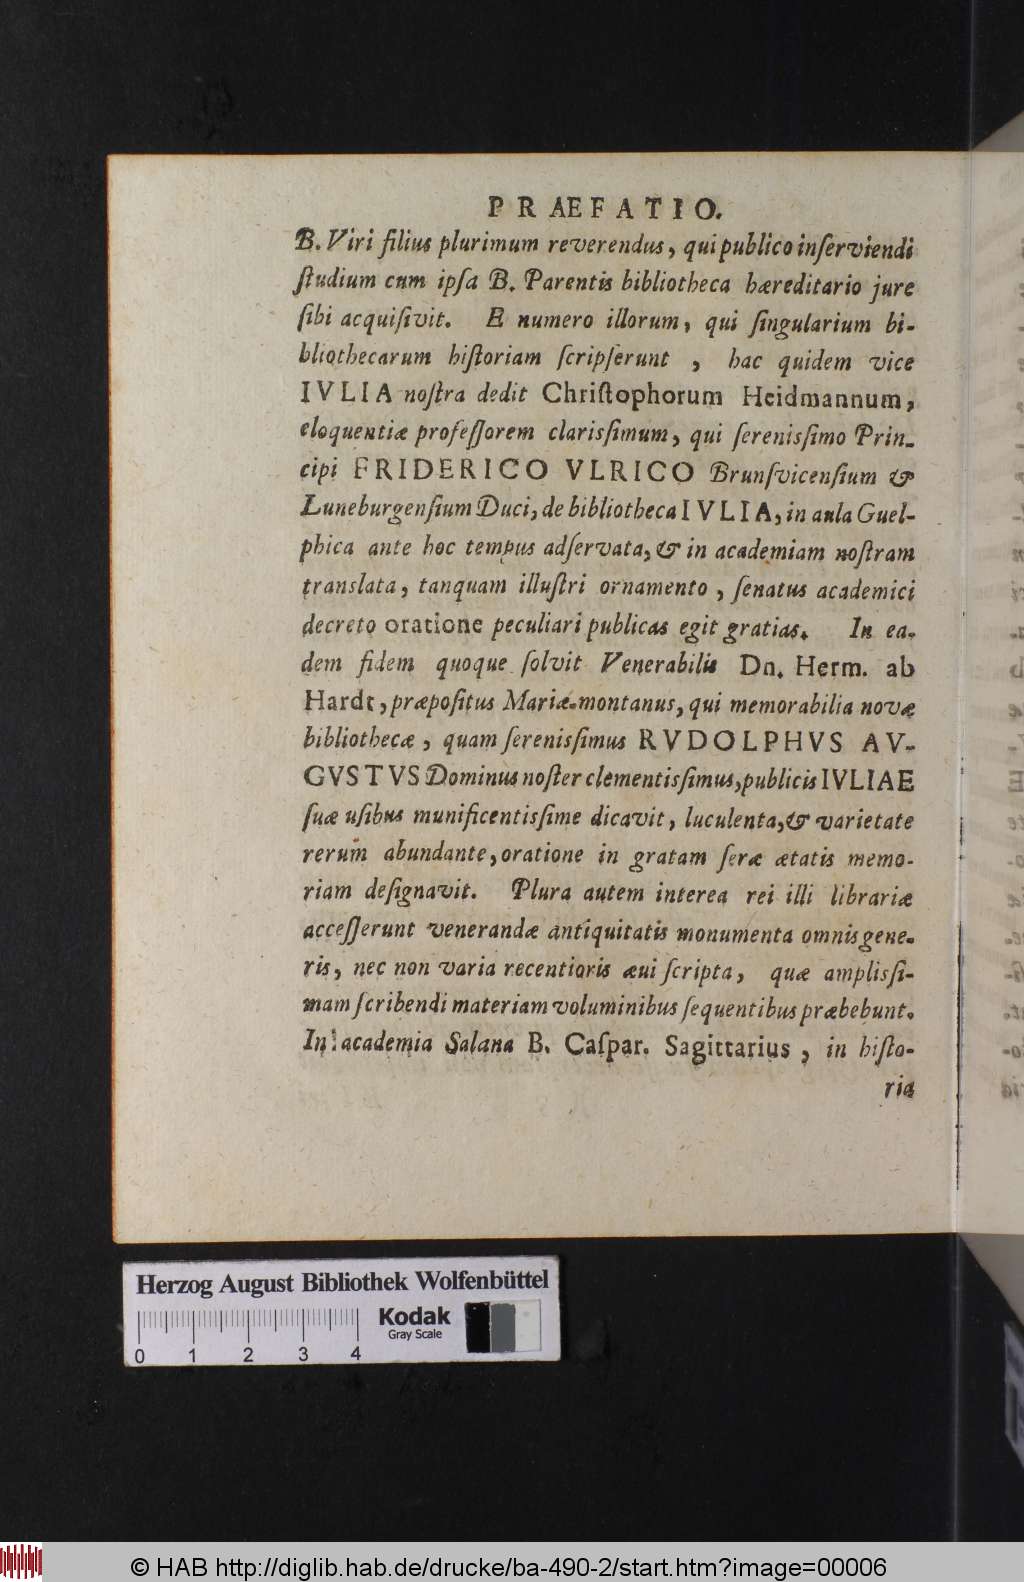 PRÆFATIO.
B. Viri filius plurimum reverendus, qui publico inſerviendi
ſtudium cum ipſa B. Parentis bibliotheca hæreditario jure
ſibi acquiſivit. E numero illorum, qui ſingularium bi-
bliothecarum hiſtoriam ſcripſerunt, hac quidem vice
IVLIA noſtra dedit Chriſtophorum Heidmannum,
eloquentiæ profeſſorem clarisſimum, qui ſerenisſimo Prin-
cipi FRIDERICO VLRICO Brunſvicenſium &
Luneburgenſium Duci, de bibliotheca IVLIA, in aula Guel-
phica ante hoc tempus adſervata, & in academiam noſtram
translata, tanquam illuſtri ornamento, ſenatus academici
decreto oratione peculiari publicas egit gratias. In ea-
dem fidem quoque ſolvit Venerabilis Dn. Herm. ab
Hardt, præpoſitus Mariæ-montanus, qui memorabilia novæ
bibliothecæ, quam ſerenisſimus RVDOLPHVS AV-
GVSTVS Dominus noſter clementisſimus, publicis IVLIAE
ſuæ uſibus munificentisſime dicavit, luculenta, & varietate
rerum abundante, oratione in gratam ſeræ ætatis memo-
riam deſignavit. Plura autem interea rei illi librariæ
acceſſerunt venerandæ antiquitatis monumenta omnis gene-
ris, nec non varia recentioris ævi ſcripta, quæ amplisſi-
mam ſcribendi materiam voluminibus ſequentibus præbebunt.
In academia Salana B. Caſpar. Sagittarius, in hiſto-
ria
Herzog August Bibliothek Wolfenbüttel
Kodak
Gray Scale
0 1 2 3 4
© HAB http://diglib.hab.de/drucke/ba-490-2/start.htm?image=00006